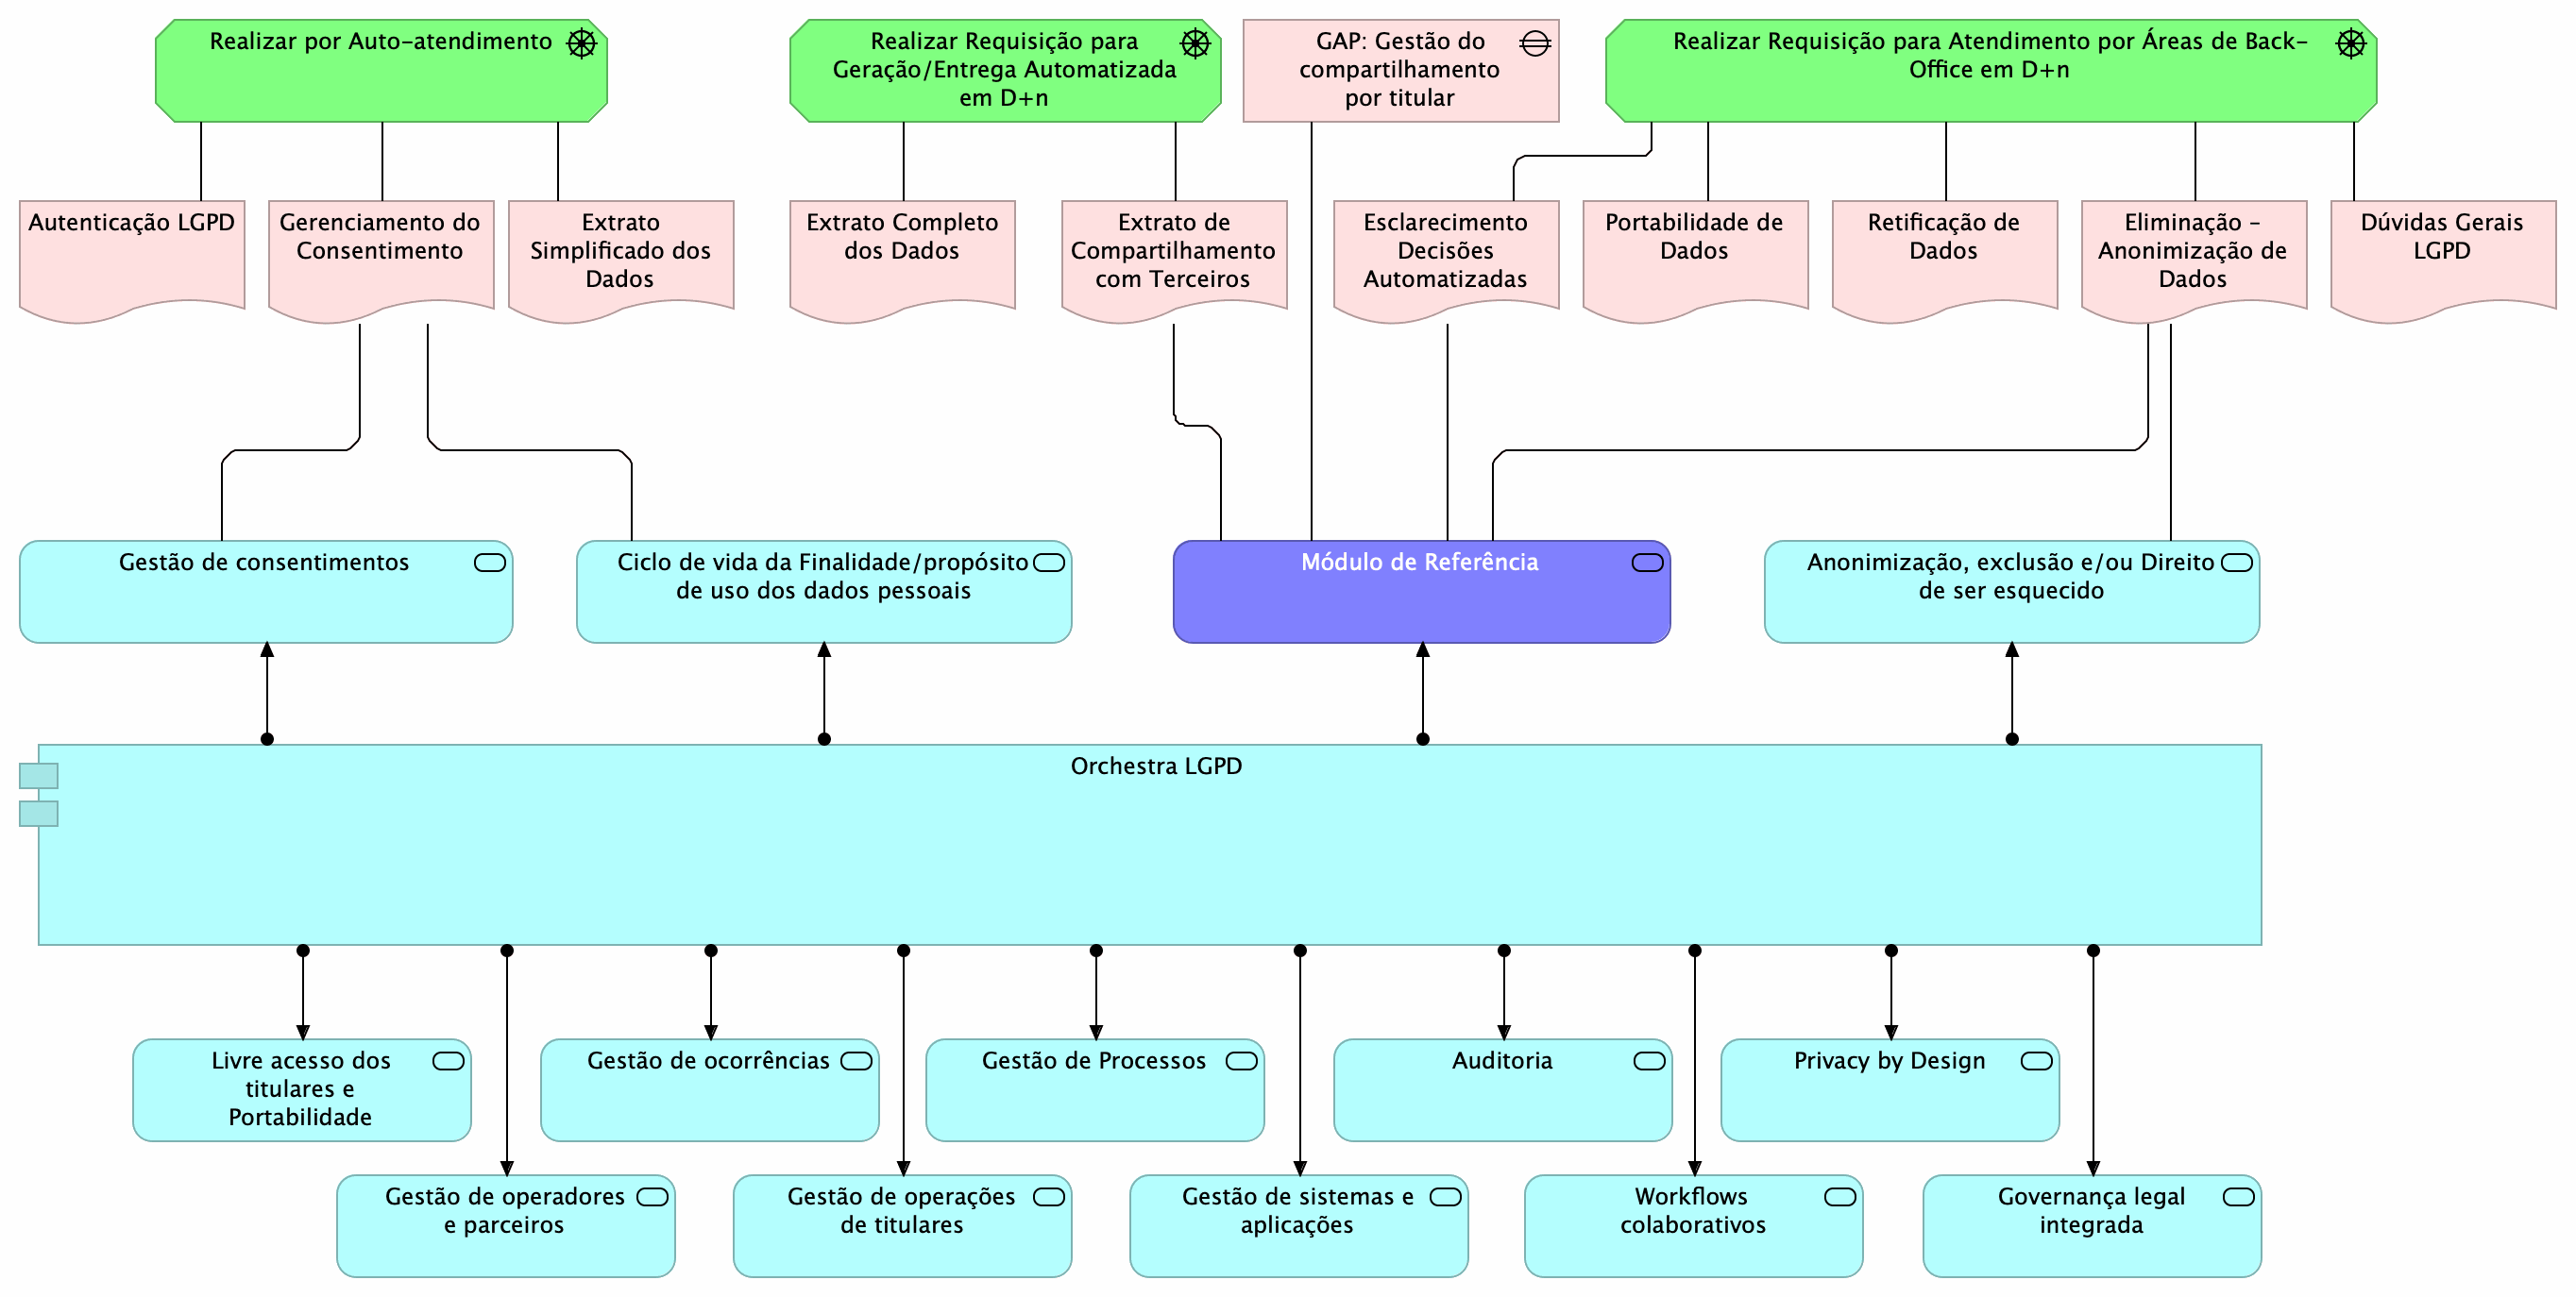 Realizar por Auto-atendimento
Realizar Requisição para
Geração/Entrega Automatizada
em D+n
GAP: Gestão do
compartilhamento
por titular
Realizar Requisição para Atendimento por Áreas de Back-
Office em D+n
Autenticação LGPD
Gerenciamento do
Consentimento
Extrato
Simplificado dos
Dados
Extrato Completo
dos Dados
Extrato de
Compartilhamento
com Terceiros
Esclarecimento
Decisões
Automatizadas
Portabilidade de
Dados
Retificação de
Dados
Eliminação -
Anonimização de
Dados
Dúvidas Gerais
LGPD
Gestão de consentimentos
Ciclo de vida da Finalidade/propósito
de uso dos dados pessoais
Módulo de Referência
Anonimização, exclusão e/ou Direito
de ser esquecido
Orchestra LGPD
Livre acesso dos
titulares e
Portabilidade
Gestão de ocorrências
Gestão de Processos
Auditoria
Privacy by Design
Gestão de operadores
e parceiros
Gestão de operações
de titulares
Gestão de sistemas e
aplicações
Workflows
colaborativos
Governança legal
integrada